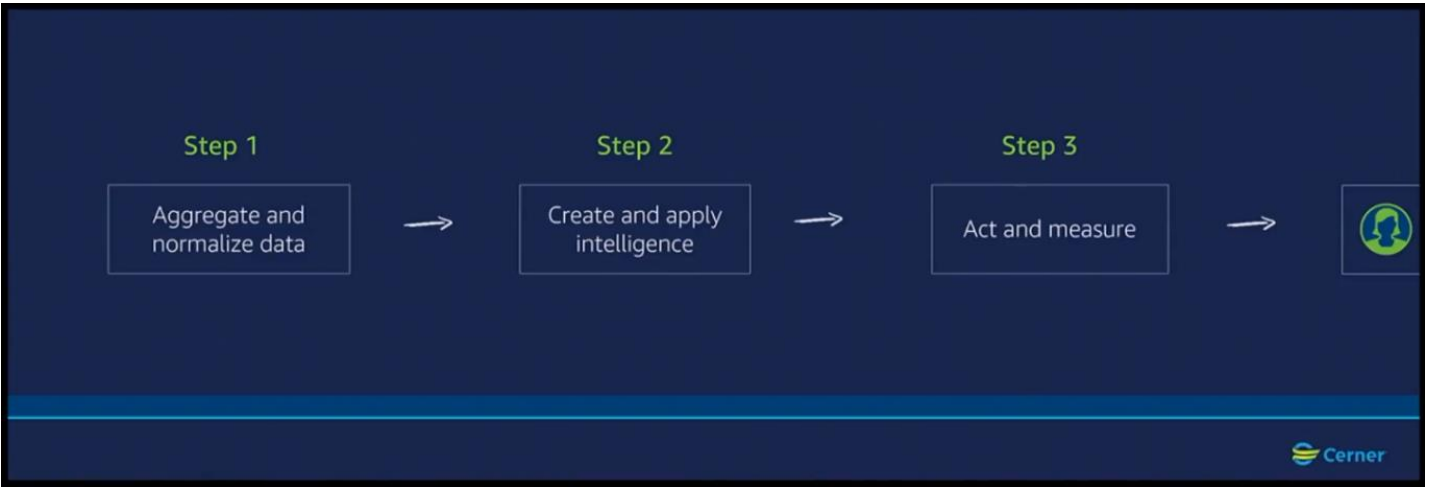 Step 1
Aggregate and
normalize data
Step 2
Create and apply
intelligence
Step 3
Act and measure
Cerner